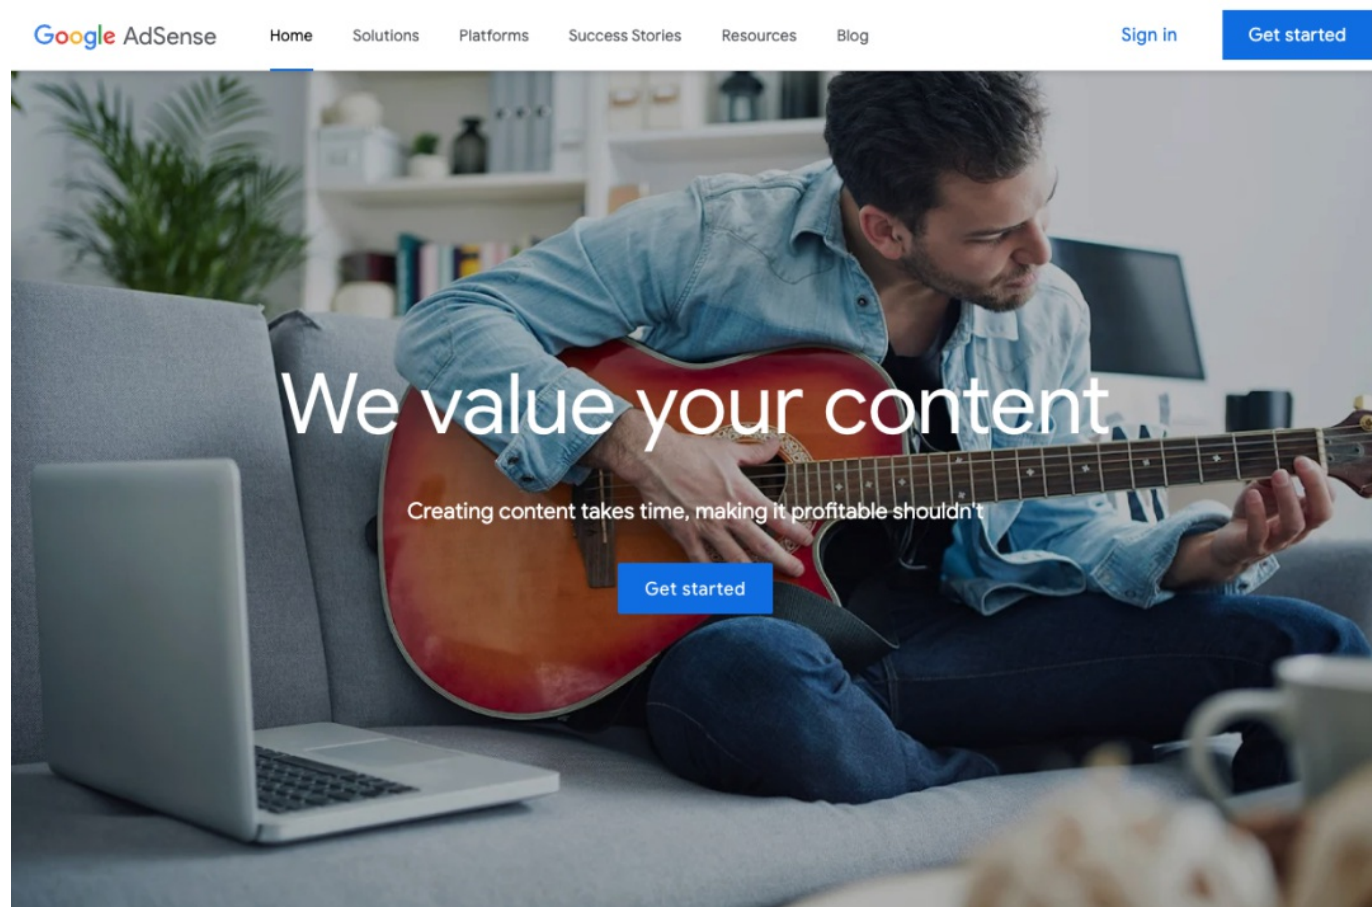 Google AdSense Home Solutions Platforms Success Stories Resources Blog Sign in Get started
We value your content
Creating content takes time, making it profitable shouldn't
Get started